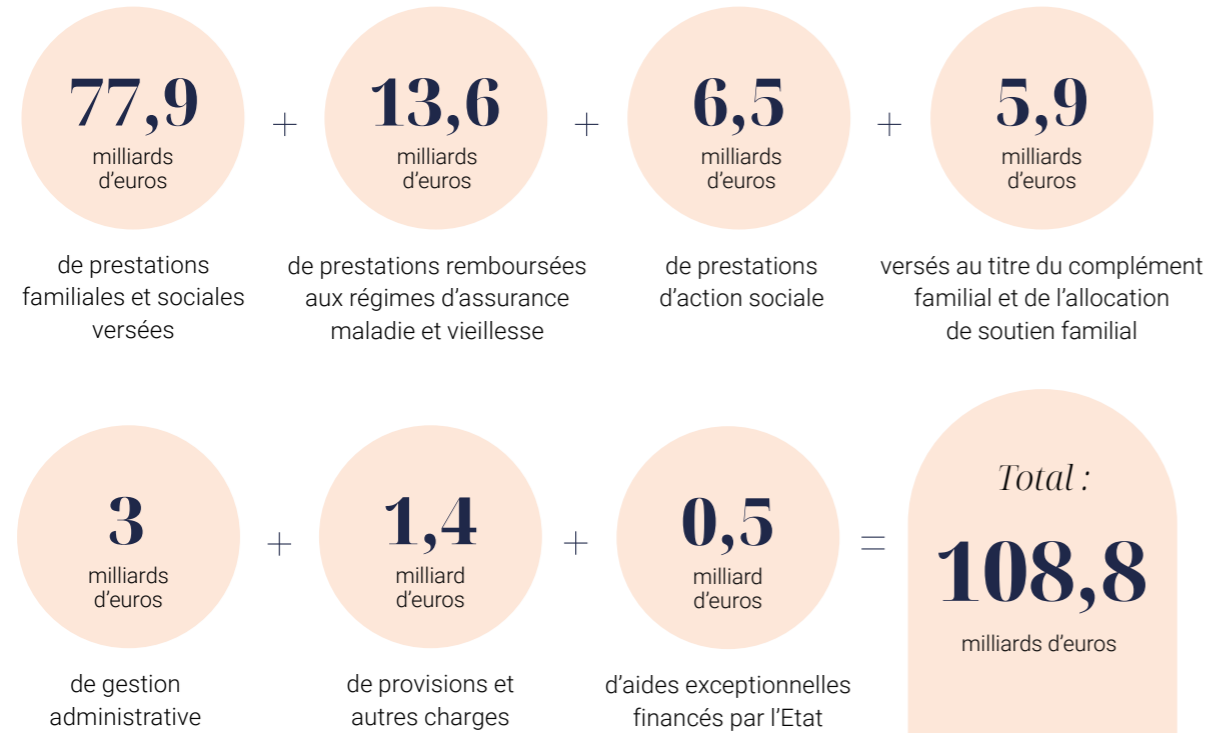 77,9
milliards
d'euros
de prestations
familiales et sociales
versées
+
13,6
milliards
d'euros
de prestations remboursées
aux régimes d'assurance
maladie et vieillesse
+
6,5
milliards
d'euros
de prestations
d'action sociale
+
5,9
milliards
d'euros
versés au titre du complément
familial et de l'allocation
de soutien familial
3
milliards
d'euros
de gestion
administrative
+
1,4
milliard
d'euros
de provisions et
autres charges
+
0,5
milliard
d'euros
d'aides exceptionnelles
financés par l'Etat
=
Total :
108,8
milliards d'euros